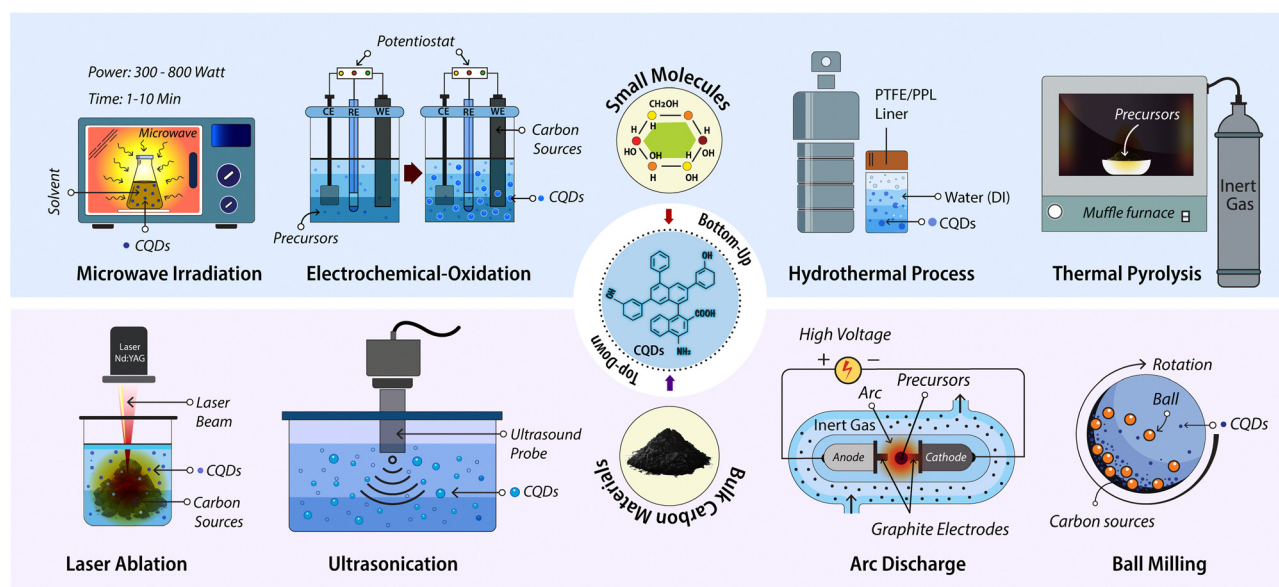 Power: 300 - 800 Watt
Time: 1-10 Min
Microwave
Solvent
CQDs
Microwave Irradiation
Potentiostat
CE
RE
WE
CE
RE
WE
Carbon
Sources
CQDs
Precursors
Electrochemical-Oxidation
Small Molecules
CH2OH
H
H
H
HO
OH
OH
H
H
OH
Bottom-Up
OH
OH
COOH
NH₂
CQDs
Top-Down
Bulk Carbon Materials
PTFE/PPL
Liner
Water (DI)
CQDs
Hydrothermal Process
Precursors
Muffle furnace
Inert
Gas
Thermal Pyrolysis
Laser
Nd:YAG
Laser
Beam
CQDs
Carbon
Sources
Laser Ablation
Ultrasound
Probe
CQDs
Ultrasonication
High Voltage
+
−
Precursors
Arc
Inert Gas
Anode
Cathode
Graphite Electrodes
Arc Discharge
Rotation
Ball
CQDs
Carbon sources
Ball Milling